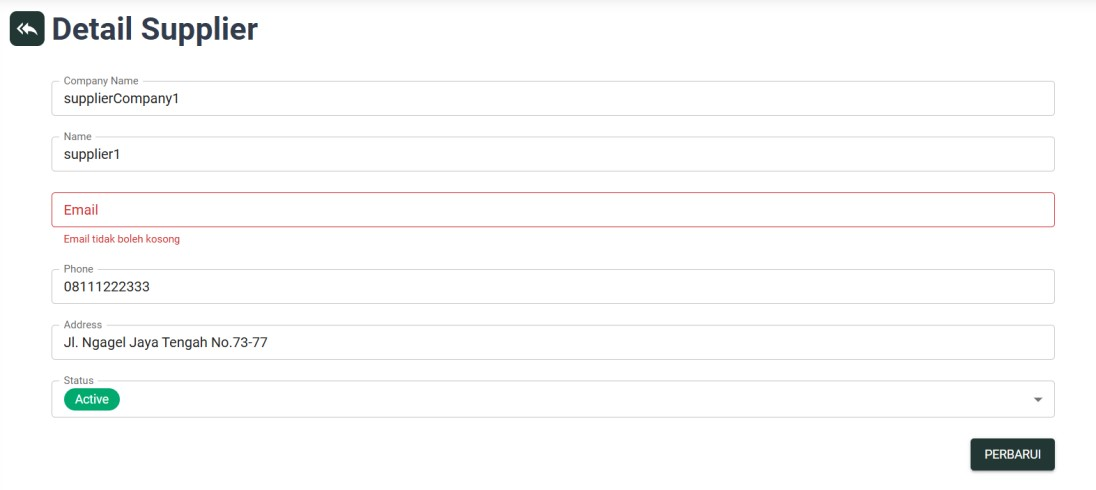 Detail Supplier
Company Name
supplierCompany1
Name
supplier1
Email
Email tidak boleh kosong
Phone
08111222333
Address
Jl. Ngagel Jaya Tengah No.73-77
Status
Active
PERBARUI